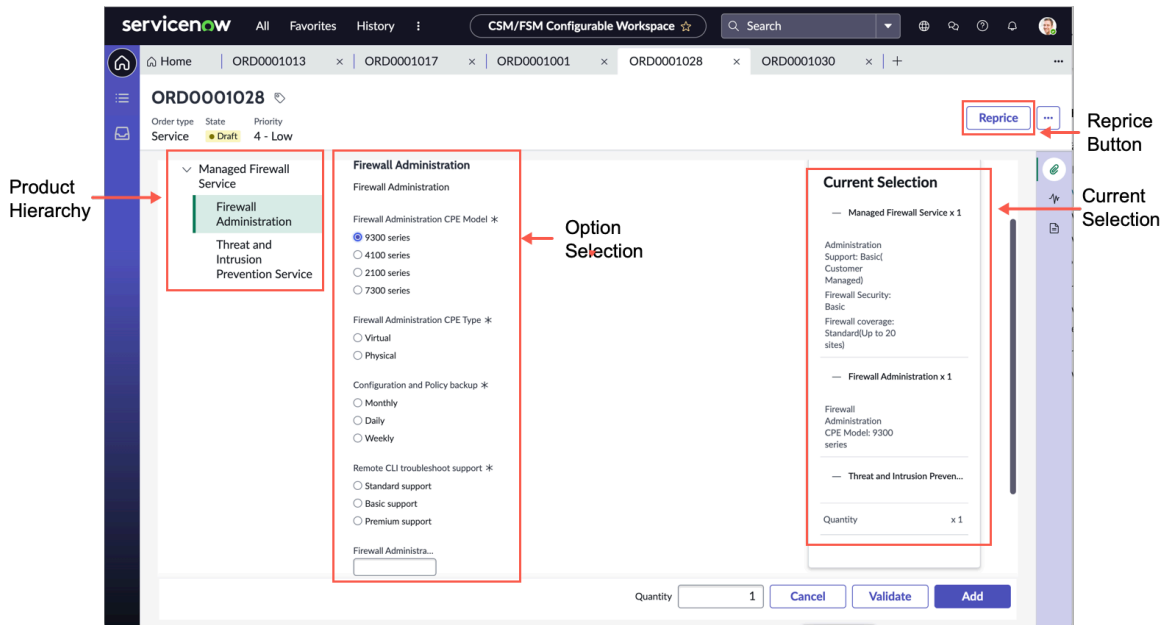 servicenow
All
Favorites
History
CSM/FSM Configurable Workspace
Search
Home
ORD0001013
ORD0001017
ORD0001001
ORD0001028
ORD0001030
ORD0001028
Order type
State
Priority
Service
Draft
4 - Low
Reprice
Reprice
Button
Product
Hierarchy
Managed Firewall
Service
Firewall
Administration
Threat and
Intrusion
Prevention Service
Firewall Administration
Firewall Administration
Firewall Administration CPE Model *
9300 series
4100 series
2100 series
7300 series
Firewall Administration CPE Type *
Virtual
Physical
Configuration and Policy backup *
Monthly
Daily
Weekly
Remote CLI troubleshoot support *
Standard support
Basic support
Premium support
Firewall Administra...
Option
Selection
Current Selection
Managed Firewall Service x 1
Administration
Support: Basic(
Customer
Managed)
Firewall Security:
Basic
Firewall coverage:
Standard(Up to 20
sites)
Firewall Administration x 1
Firewall
Administration
CPE Model: 9300
series
Threat and Intrusion Preven...
Quantity x 1
Current
Selection
Quantity
1
Cancel
Validate
Add